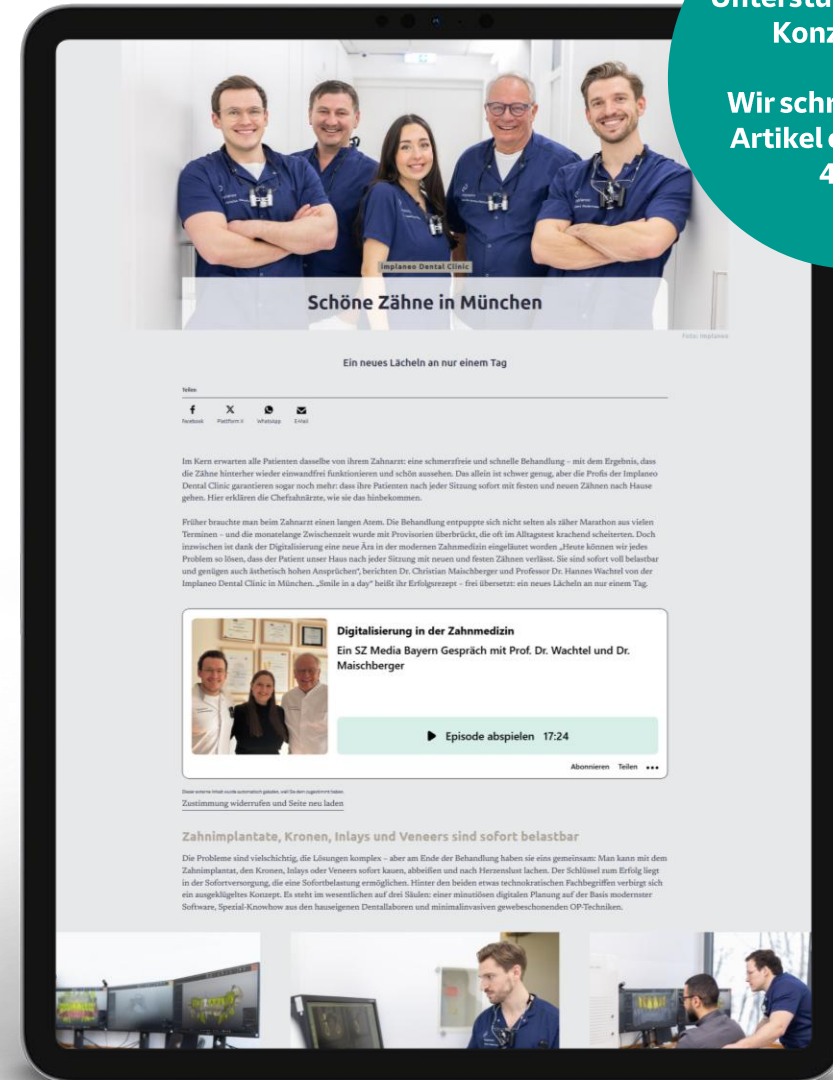 Konz
Wir schr
Artikel
4
implaneo Dental Clinic
Schöne Zähne in München
Foto: Implaneo
Ein neues Lächeln an nur einem Tag
Teilen
Facebook Plattform X WhatsApp E-Mail
Im Kern erwarten alle Patienten dasselbe von ihrem Zahnarzt: eine schmerzfreie und schnelle Behandlung – mit dem Ergebnis, dass
die Zähne hinterher wieder einwandfrei funktionieren und schön aussehen. Das allein ist schwer genug, aber die Profis der Implaneo
Dental Clinic garantieren sogar noch mehr: dass ihre Patienten nach jeder Sitzung sofort mit festen und neuen Zähnen nach Hause
gehen. Hier erklären die Chefzahnärzte, wie sie das hinbekommen.
Früher brauchte man beim Zahnarzt einen langen Atem. Die Behandlung entpuppte sich nicht selten als zäher Marathon aus vielen
Terminen – und die monatelange Zwischenzeit wurde mit Provisorien überbrückt, die oft im Alltagstest krachend scheiterten. Doch
inzwischen ist dank der Digitalisierung eine neue Ära in der modernen Zahnmedizin eingeläutet worden „Heute können wir jedes
Problem so lösen, dass der Patient unser Haus nach jeder Sitzung mit neuen und festen Zähnen verlässt. Sie sind sofort voll belastbar
und genügen auch ästhetisch hohen Ansprüchen“, berichten Dr. Christian Maischberger und Professor Dr. Hannes Wachtel von der
Implaneo Dental Clinic in München. „Smile in a day“ heißt ihr Erfolgsrezept – frei übersetzt: ein neues Lächeln an nur einem Tag.
Digitalisierung in der Zahnmedizin
Ein SZ Media Bayern Gespräch mit Prof. Dr. Wachtel und Dr.
Maischberger
Episode abspielen 17:24
Abonnieren Teilen •••
Dieser externe Inhalt wurde automatisch geladen, weil Sie dem zugestimmt haben.
Zustimmung widerrufen und Seite neu laden
Zahnimplantate, Kronen, Inlays und Veneers sind sofort belastbar
Die Probleme sind vielschichtig, die Lösungen komplex – aber am Ende der Behandlung haben sie eins gemeinsam: Man kann mit dem
Zahnimplantat, den Kronen, Inlays oder Veneers sofort kauen, abbeißen und nach Herzenslust lachen. Der Schlüssel zum Erfolg liegt
in der Sofortversorgung, die eine Sofortbelastung ermöglichen. Hinter den beiden etwas technokratischen Fachbegriffen verbirgt sich
ein ausgeklügeltes Konzept. Es steht im wesentlichen auf drei Säulen: einer minutiösen digitalen Planung auf der Basis modernster
Software, Spezial-Knowhow aus den hauseigenen Dentallaboren und minimalinvasiven gewebeschonenden OP-Techniken.